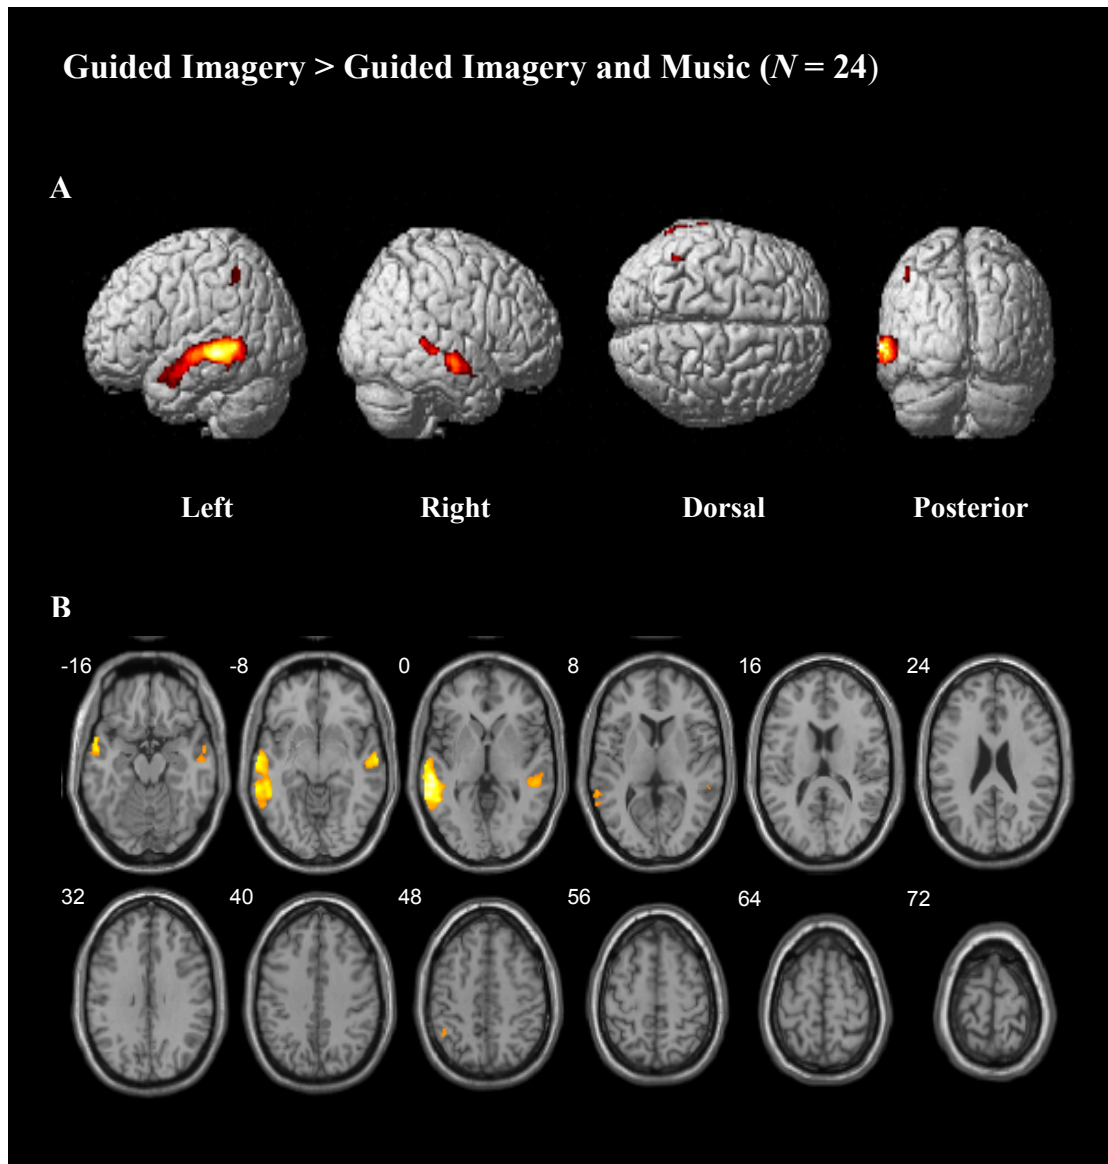 Guided Imagery > Guided Imagery and Music (N = 24)
A
Left Right Dorsal Posterior
B
-16 -8 0 8 16 24
32 40 48 56 64 72